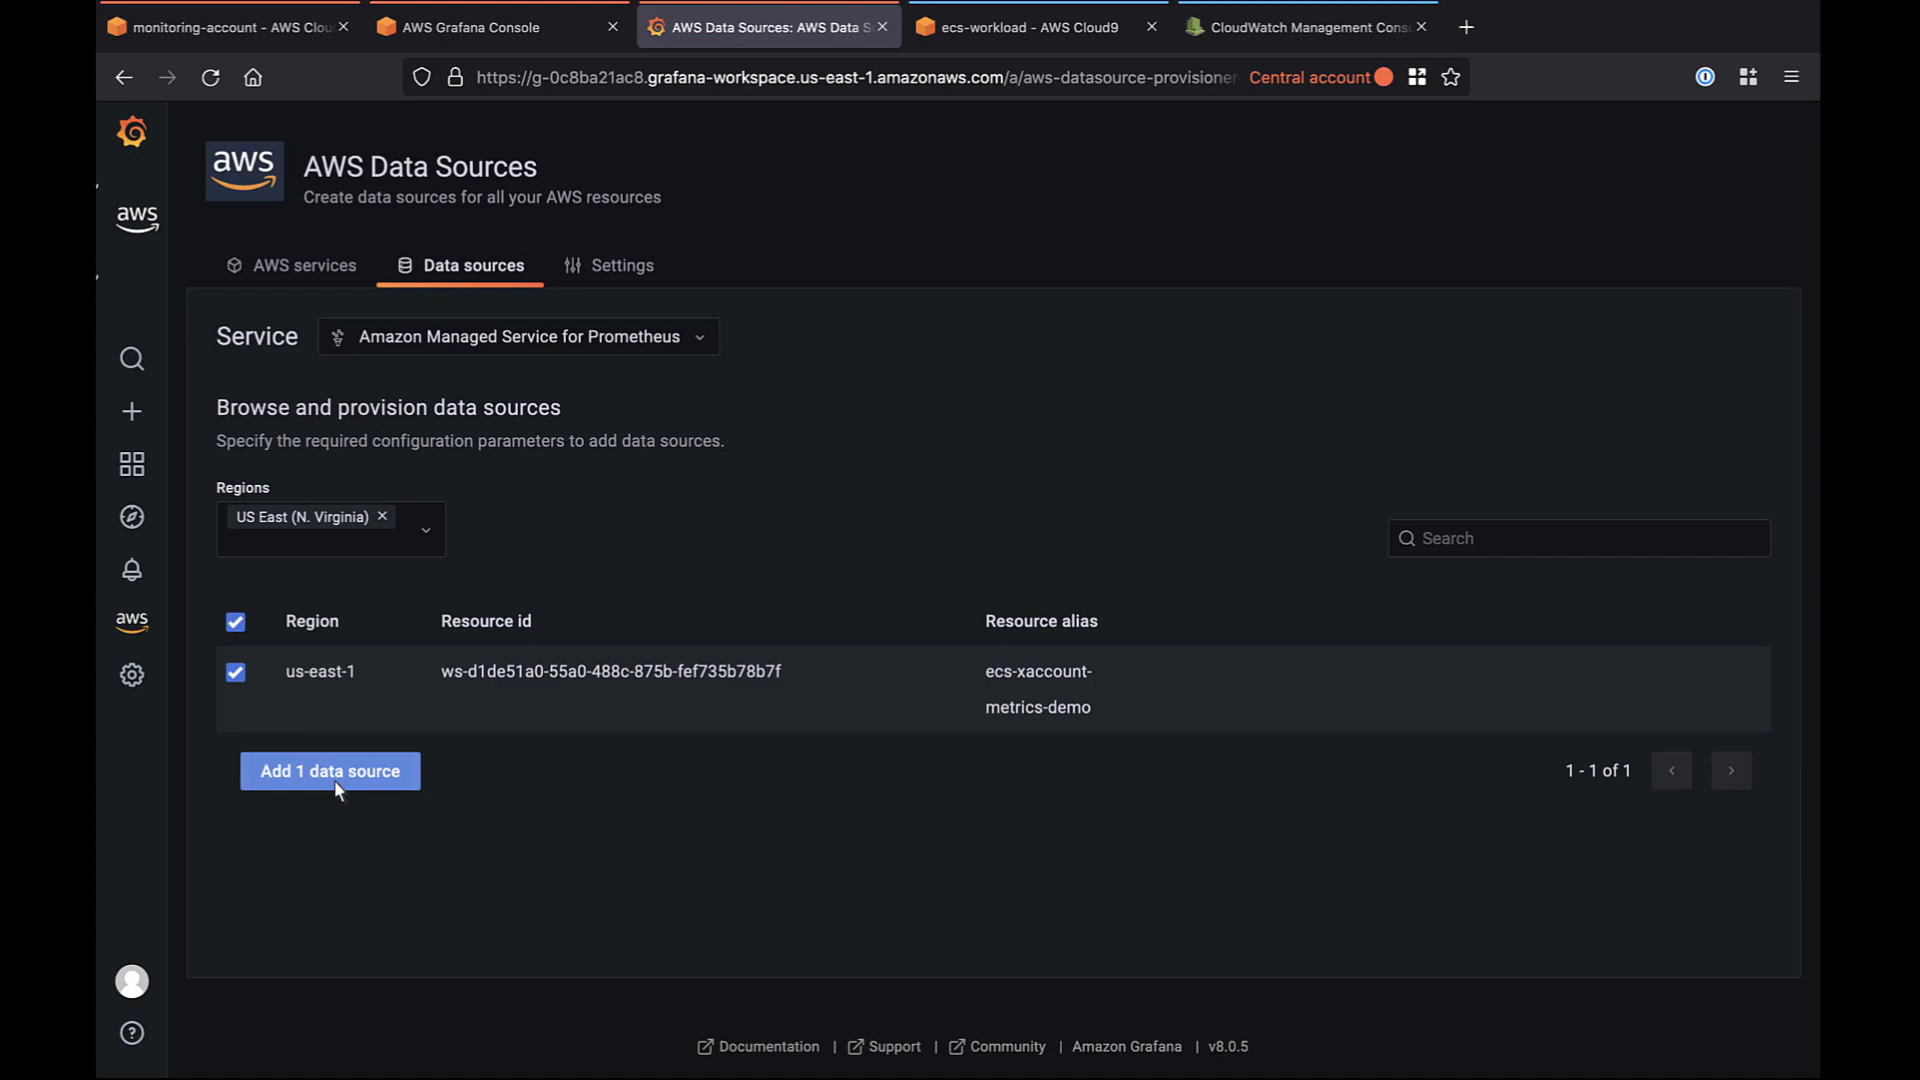 monitoring-account - AWS Clou
AWS Grafana Console
AWS Data Sources: AWS Data S
ecs-workload - AWS Cloud9
CloudWatch Management Cons
https://g-0c8ba21ac8.grafana-workspace.us-east-1.amazonaws.com/a/aws-datasource-provisioner
Central account
aws
aws
AWS Data Sources
Create data sources for all your AWS resources
AWS services
Data sources
Settings
Service
Amazon Managed Service for Prometheus
Browse and provision data sources
Specify the required configuration parameters to add data sources.
Regions
US East (N. Virginia)
Search
Region Resource id Resource alias
us-east-1 ws-d1de51a0-55a0-488c-875b-fef735b78b7f ecs-xaccount-
metrics-demo
aws
Add 1 data source
1 - 1 of 1
Documentation | Support | Community | Amazon Grafana | v8.0.5